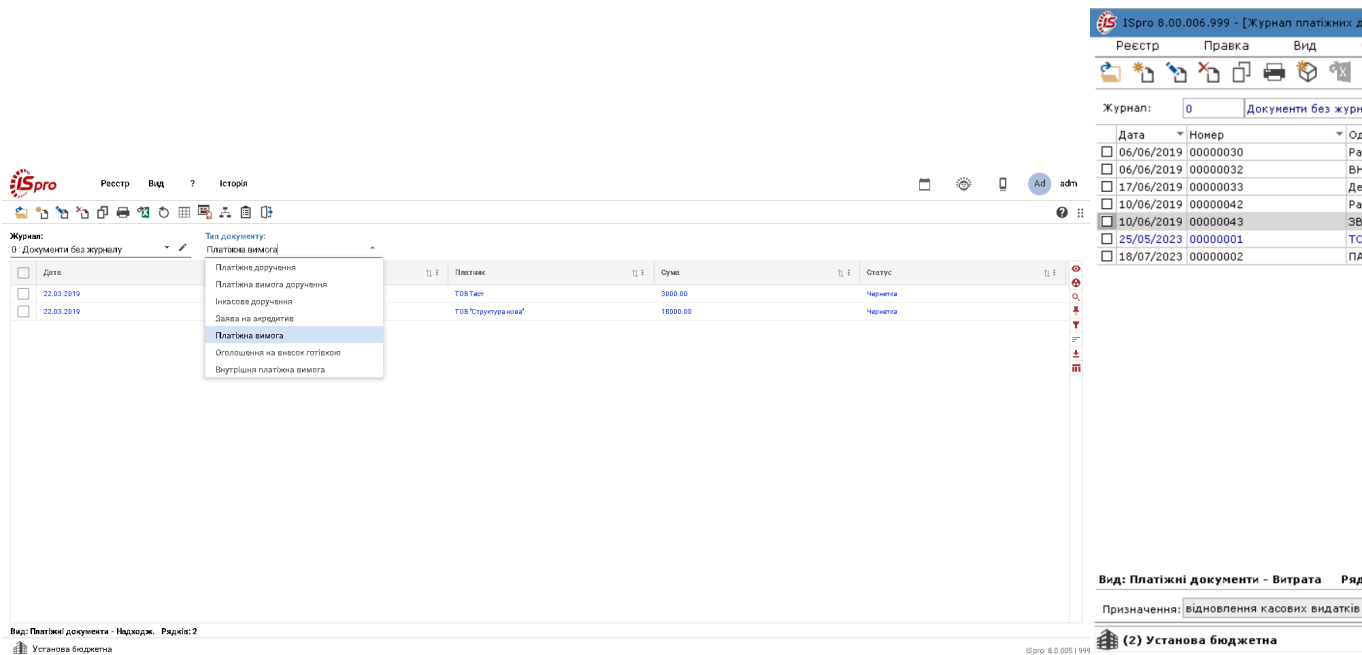 ISpro
Реєстр Вид ? Історія
Ad adm
Журнал:
0 : Документи без журналу
Тип документу:
Платіжна вимога
Платіжне доручення
Платіжна вимога доручення
Інкасове доручення
Заява на акредитив
Платіжна вимога
Оголошення на внесок готівкою
Внутрішня платіжна вимога
Дата Платник Сума Статус
22.03.2019 ТОВ Тест 3000.00 Чернетка
22.03.2019 ТОВ "Структура нова" 18000.00 Чернетка
Вид: Платіжні документи - Надходж. Рядків: 2
Установа бюджетна
ISpro: 8.0.005 | 999
ISpro 8.00.006.999 - [Журнал платіжних д
Реєстр Правка Вид
Журнал: 0 Документи без журн
Дата Номер Од
06/06/2019 00000030 Ра
06/06/2019 00000032 ВН
17/06/2019 00000033 Де
10/06/2019 00000042 Ра
10/06/2019 00000043 ЗВ
25/05/2023 00000001 ТО
18/07/2023 00000002 ПА
Вид: Платіжні документи - Витрата Ряд
Призначення: відновлення касових видатків
(2) Установа бюджетна